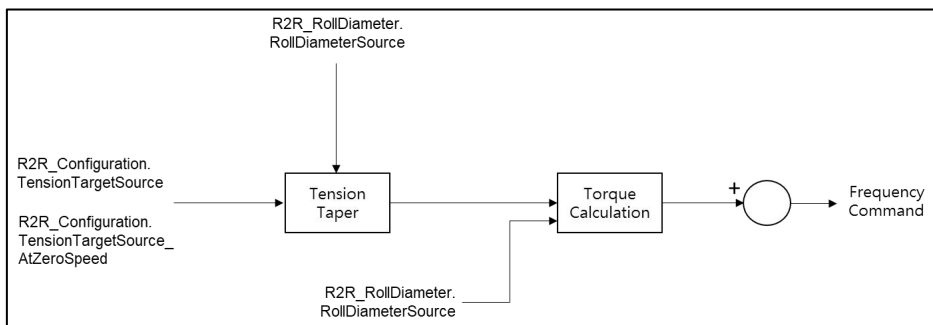 R2R_RollDiameter.
RollDiameterSource
R2R_Configuration.
TensionTargetSource
R2R_Configuration.
TensionTargetSource_
AtZeroSpeed
Tension
Taper
R2R_RollDiameter.
RollDiameterSource
Torque
Calculation
+
Frequency
Command